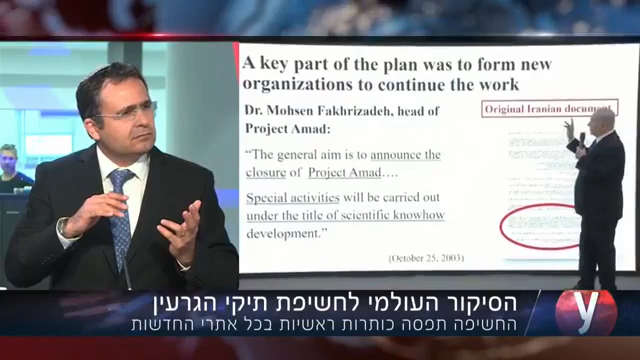 A key part of the plan was to form new
organizations to continue the work
Dr. Mohsen Fakhrizadeh, head of
Project Amad:
“The general aim is to announce the
closure of Project Amad….
Special activities will be carried out
under the title of scientific knowhow
development.”
(October 25, 2003)
Original Iranian document
הסיקור העולמי לחשיפת תיקי הגרעין
החשיפה תפסה כותרות ראשיות בכל אתרי החדשות
y